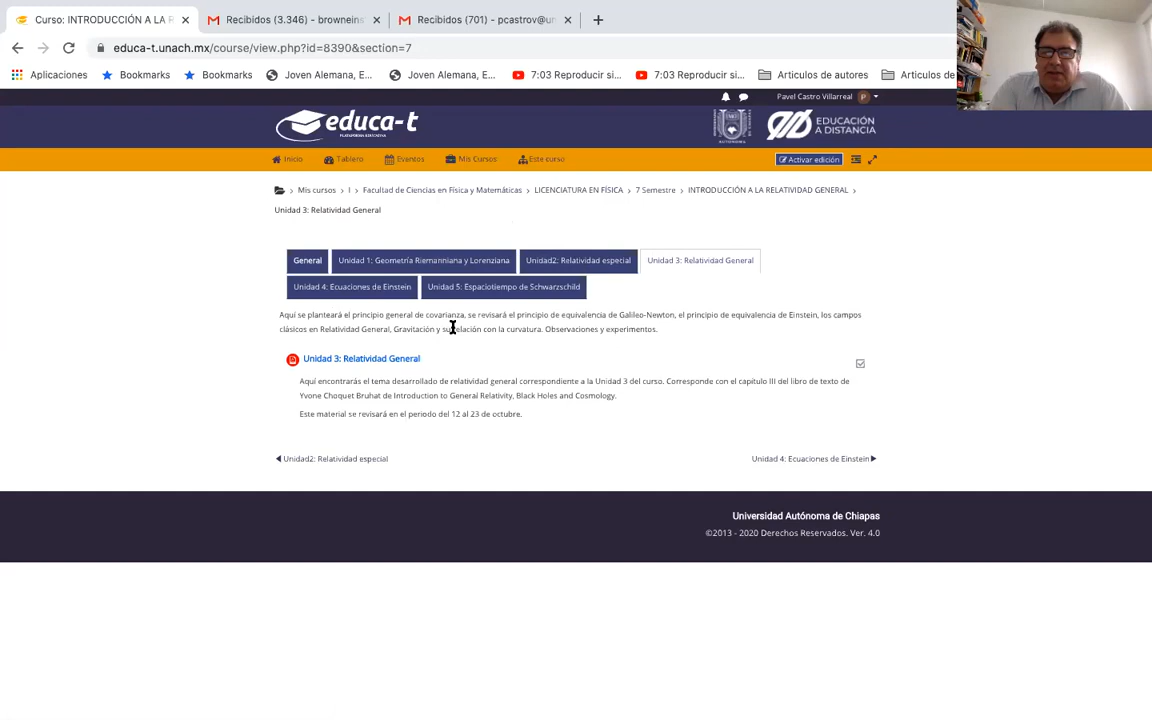 Curso: INTRODUCCIÓN A LA R
Recibidos (3.346) - browneins
Recibidos (701) - pcastrov@un
educa-t.unach.mx/course/view.php?id=8390&section=7
Aplicaciones
Bookmarks
Bookmarks
Joven Alemana, E...
Joven Alemana, E...
7:03 Reproducir si...
7:03 Reproducir si...
Articulos de autores
Articulos de
Pavel Castro Villarreal P
educa-t
PLATAFORMA EDUCATIVA
AUTÓNOMA
EDUCACIÓN
A DISTANCIA
Inicio
Tablero
Eventos
Mis Cursos
Este curso
Activar edición
Mis cursos › I › Facultad de Ciencias en Física y Matemáticas › LICENCIATURA EN FÍSICA › 7 Semestre › INTRODUCCIÓN A LA RELATIVIDAD GENERAL ›
Unidad 3: Relatividad General
General
Unidad 1: Geometría Riemanniana y Lorenziana
Unidad2: Relatividad especial
Unidad 3: Relatividad General
Unidad 4: Ecuaciones de Einstein
Unidad 5: Espaciotiempo de Schwarzschild
Aquí se planteará el principio general de covarianza, se revisará el principio de equivalencia de Galileo-Newton, el principio de equivalencia de Einstein, los campos
clásicos en Relatividad General, Gravitación y su relación con la curvatura. Observaciones y experimentos.
Unidad 3: Relatividad General
Aquí encontrarás el tema desarrollado de relatividad general correspondiente a la Unidad 3 del curso. Corresponde con el capítulo III del libro de texto de
Yvone Choquet Bruhat de Introduction to General Relativity, Black Holes and Cosmology.
Este material se revisará en el periodo del 12 al 23 de octubre.
Unidad2: Relatividad especial
Unidad 4: Ecuaciones de Einstein
Universidad Autónoma de Chiapas
©2013 - 2020 Derechos Reservados. Ver. 4.0